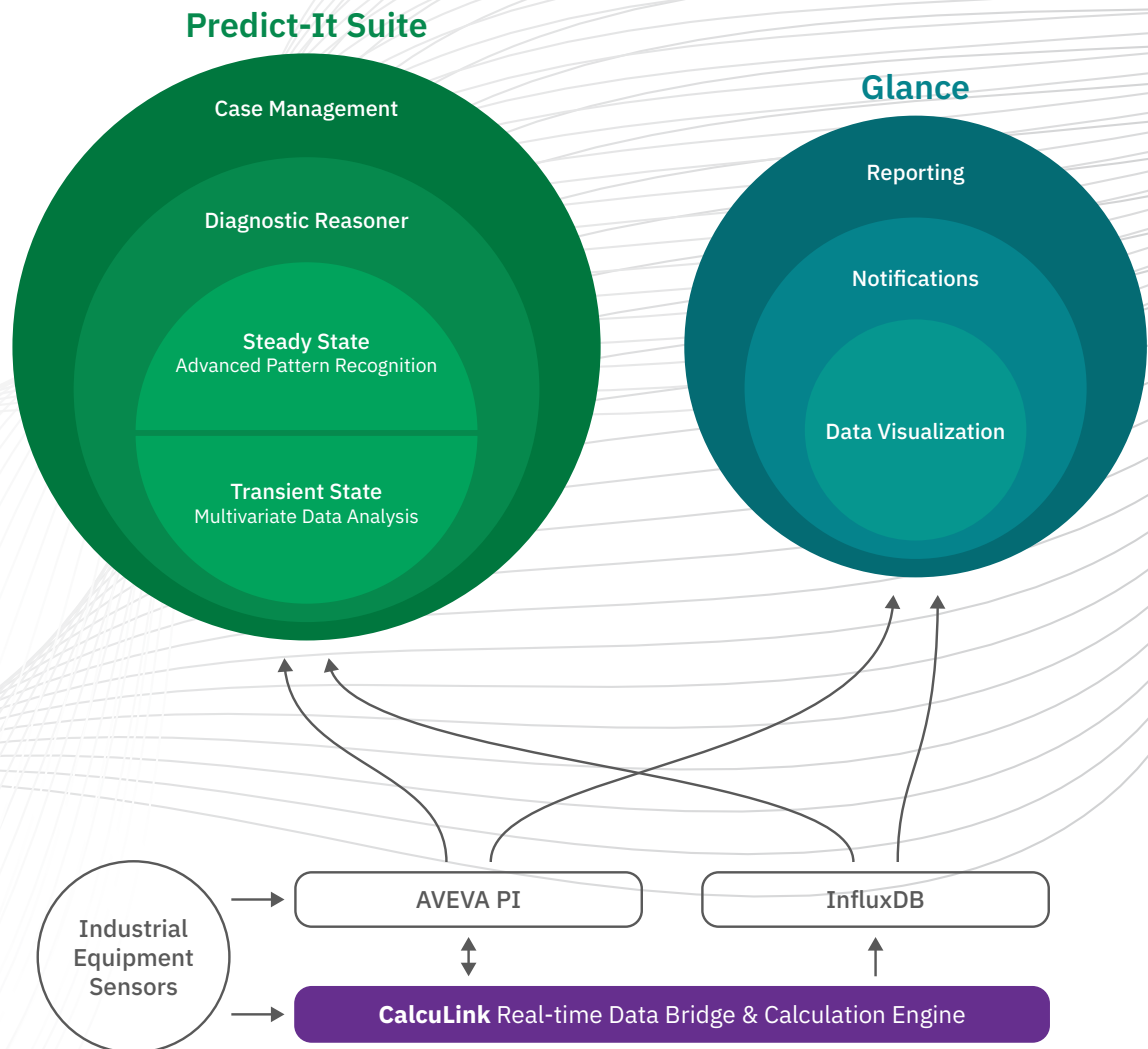 Predict-It Suite
Case Management
Diagnostic Reasoner
Steady State
Advanced Pattern Recognition
Transient State
Multivariate Data Analysis
Glance
Reporting
Notifications
Data Visualization
Industrial
Equipment
Sensors
AVEVA PI
InfluxDB
CalcuLink Real-time Data Bridge & Calculation Engine